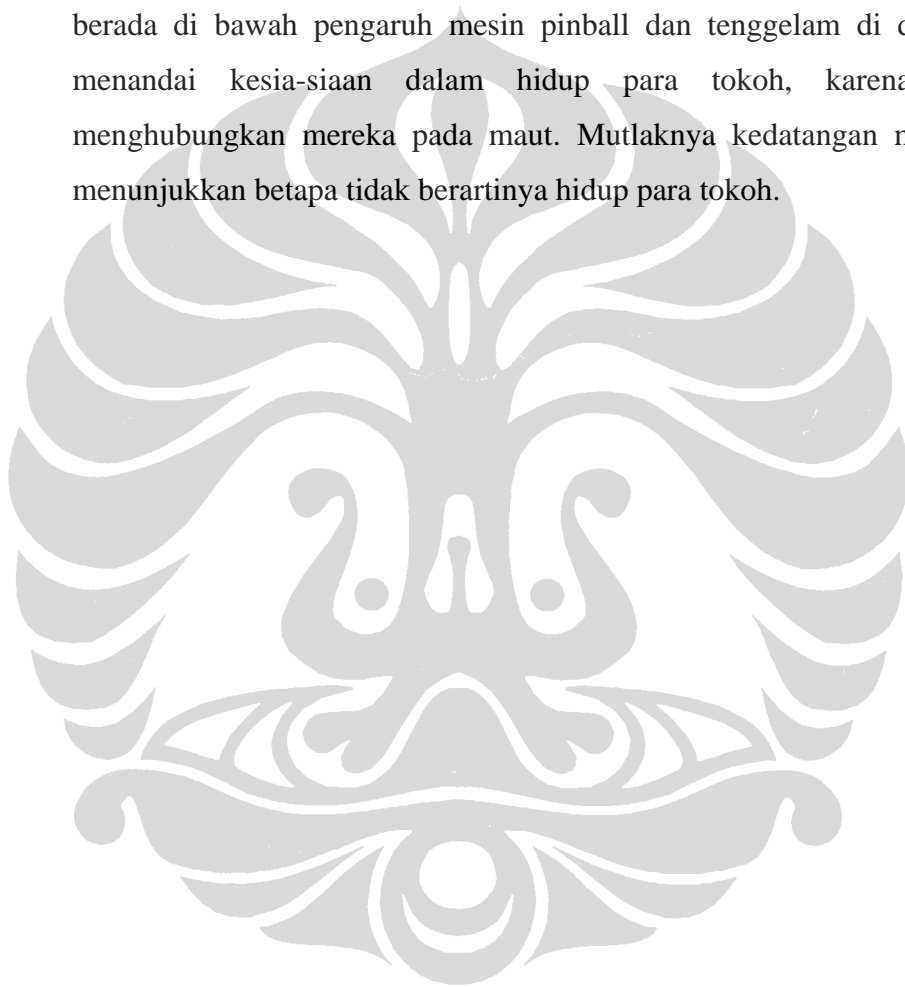 berada di bawah pengaruh mesin pinball dan tenggelam di
menandai kesia-siaan dalam hidup para tokoh, karena
menghubungkan mereka pada maut. Mutlaknya kedatangan
menunjukkan betapa tidak berartinya hidup para tokoh.